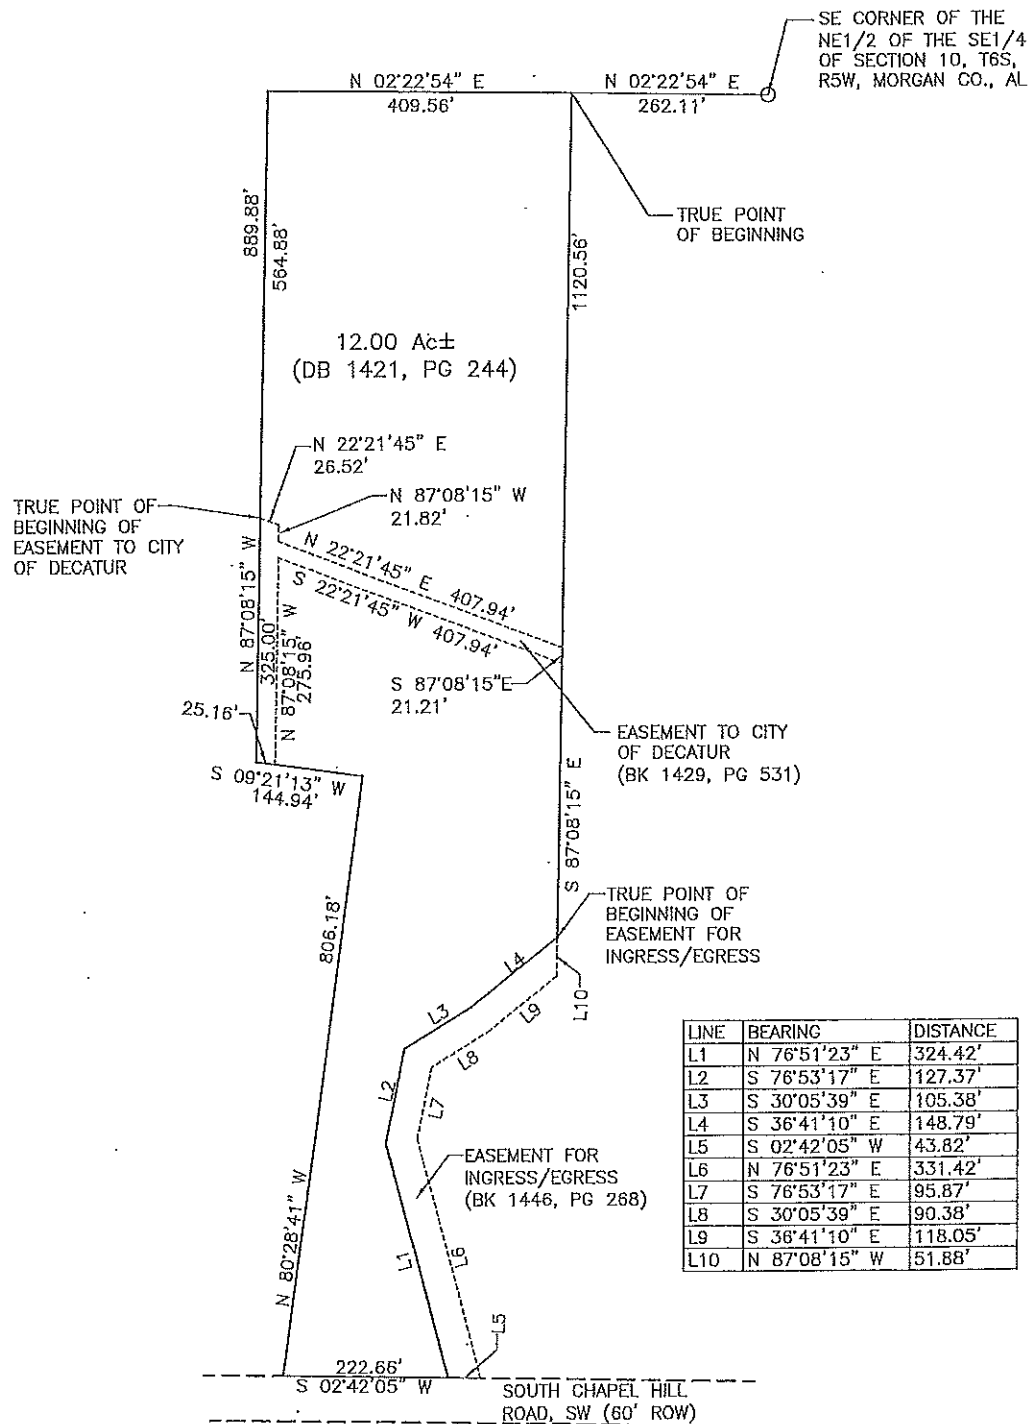 SE CORNER OF THE
NE1/2 OF THE SE1/4
OF SECTION 10, T6S,
R5W, MORGAN CO., AL
N 02°22'54" E
409.56'
N 02°22'54" E
262.11'
TRUE POINT
OF BEGINNING
889.88'
564.88'
1120.56'
12.00 Ac±
(DB 1421, PG 244)
N 22°21'45" E
26.52'
N 87°08'15" W
21.82'
TRUE POINT OF
BEGINNING OF
EASEMENT TO CITY
OF DECATUR
N 22°21'45" E 407.94'
S 22°21'45" W 407.94'
N 87°08'15" W
325.00'
N 87°08'15" W
275.96'
S 87°08'15"E
21.21'
25.16'
S 09°21'13" W
144.94'
EASEMENT TO CITY
OF DECATUR
(BK 1429, PG 531)
S 87°08'15" E
TRUE POINT OF
BEGINNING OF
EASEMENT FOR
INGRESS/EGRESS
806.18'
N 80°28'41" W
L4
L3
L10
L9
L8
L2
L7
EASEMENT FOR
INGRESS/EGRESS
(BK 1446, PG 268)
L1
L6
L5
LINE BEARING DISTANCE
L1 N 76°51'23" E 324.42'
L2 S 76°53'17" E 127.37'
L3 S 30°05'39" E 105.38'
L4 S 36°41'10" E 148.79'
L5 S 02°42'05" W 43.82'
L6 N 76°51'23" E 331.42'
L7 S 76°53'17" E 95.87'
L8 S 30°05'39" E 90.38'
L9 S 36°41'10" E 118.05'
L10 N 87°08'15" W 51.88'
222.66'
S 02°42'05" W
SOUTH CHAPEL HILL
ROAD, SW (60' ROW)